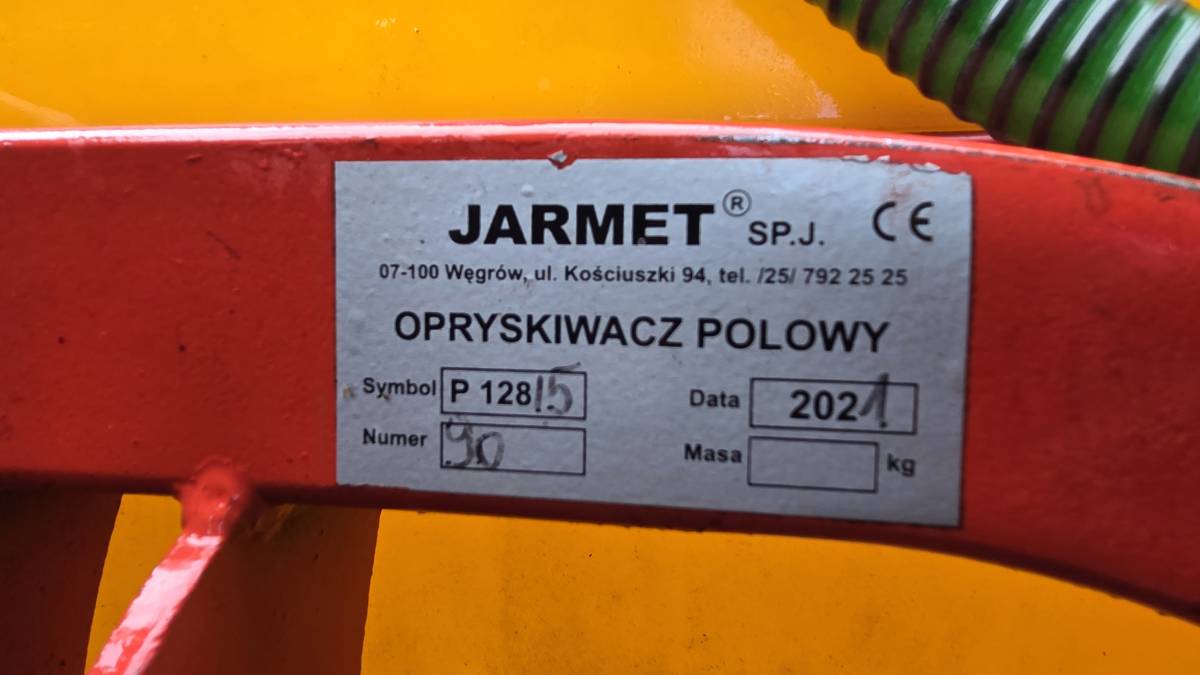 JARMET® SP.J. CE
07-100 Węgrów, ul. Kościuszki 94, tel. /25/ 792 25 25
OPRYSKIWACZ POLOWY
Symbol P 128/5 Data 2021
Numer 90 Masa kg